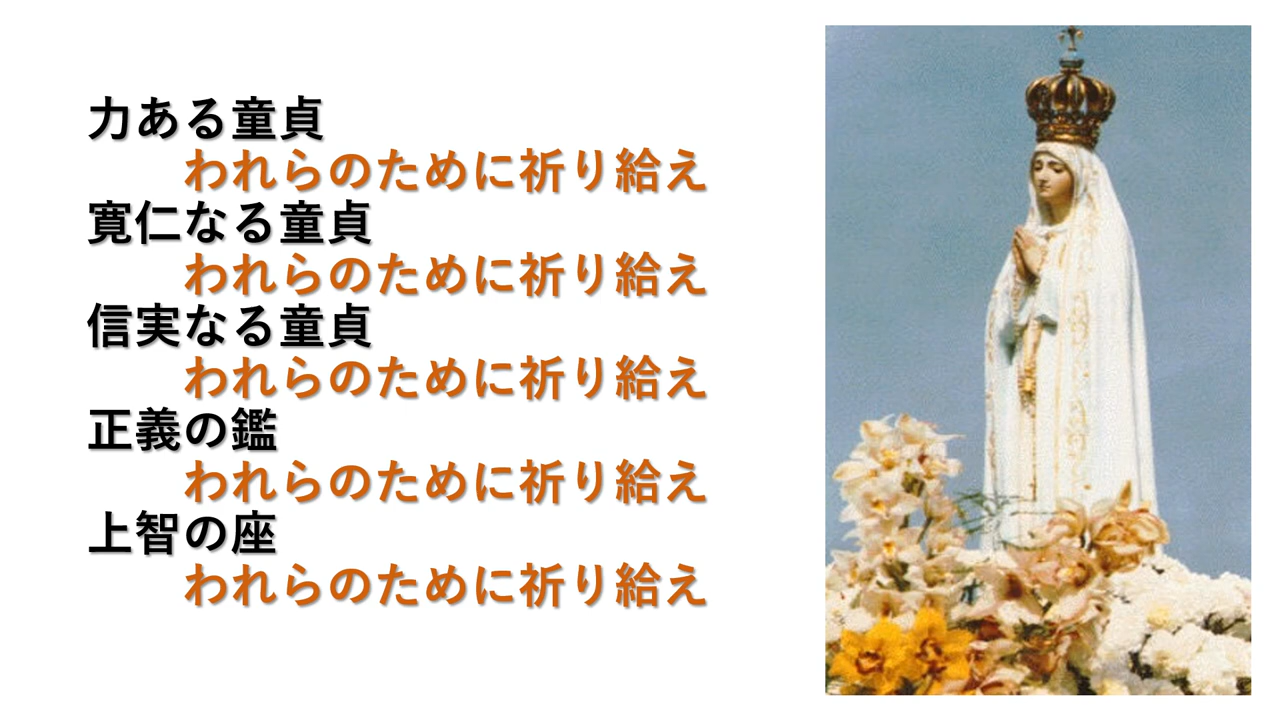 力ある童貞
われらのために祈り給え
寛仁なる童貞
われらのために祈り給え
信実なる童貞
われらのために祈り給え
正義の鑑
われらのために祈り給え
上智の座
われらのために祈り給え